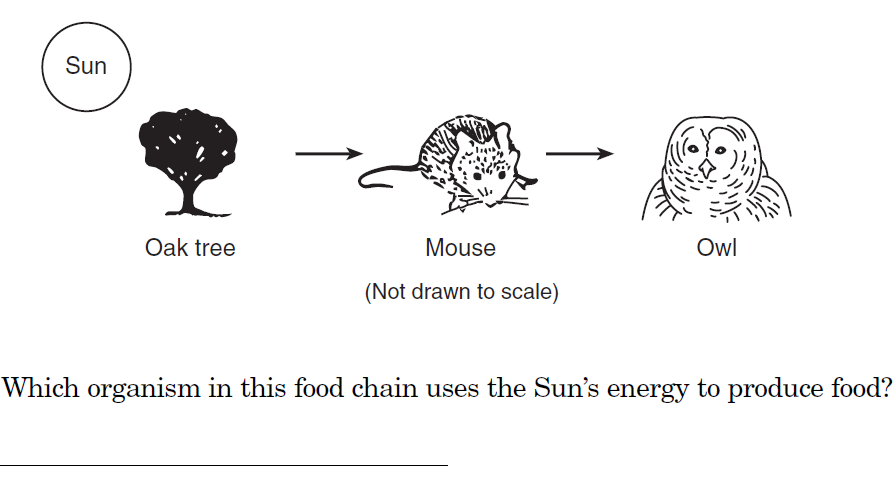 Sun
Oak tree
Mouse
Owl
(Not drawn to scale)
Which organism in this food chain uses the Sun’s energy to produce food?